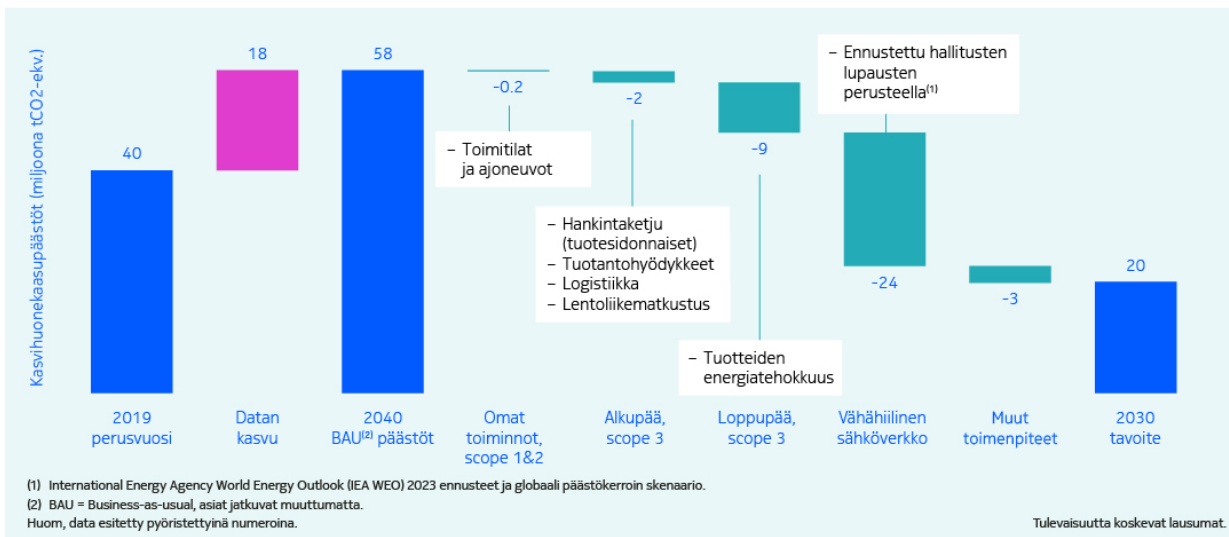 Kasvihuonekaasupäästöt (miljoona tCO2-ekv.)
40
18
58
-0.2
-2
-9
-24
-3
20
– Toimitilat
ja ajoneuvot
– Hankintaketju
(tuotesidonnaiset)
– Tuotantohyödykkeet
– Logistiikka
– Lentoliikematkustus
– Tuotteiden
energiatehokkuus
– Ennustettu hallitusten
lupausten
perusteella(1)
2019
perusvuosi
Datan
kasvu
2040
BAU(2) päästöt
Omat
toiminnot,
scope 1&2
Alkupää,
scope 3
Loppupää,
scope 3
Vähähiilinen
sähköverkko
Muut
toimenpiteet
2030
tavoite
(1) International Energy Agency World Energy Outlook (IEA WEO) 2023 ennusteet ja globaali päästökerroin skenaario.
(2) BAU = Business-as-usual, asiat jatkuvat muuttumatta.
Huom, data esitetty pyöristettyinä numeroina.
Tulevaisuutta koskevat lausumat.